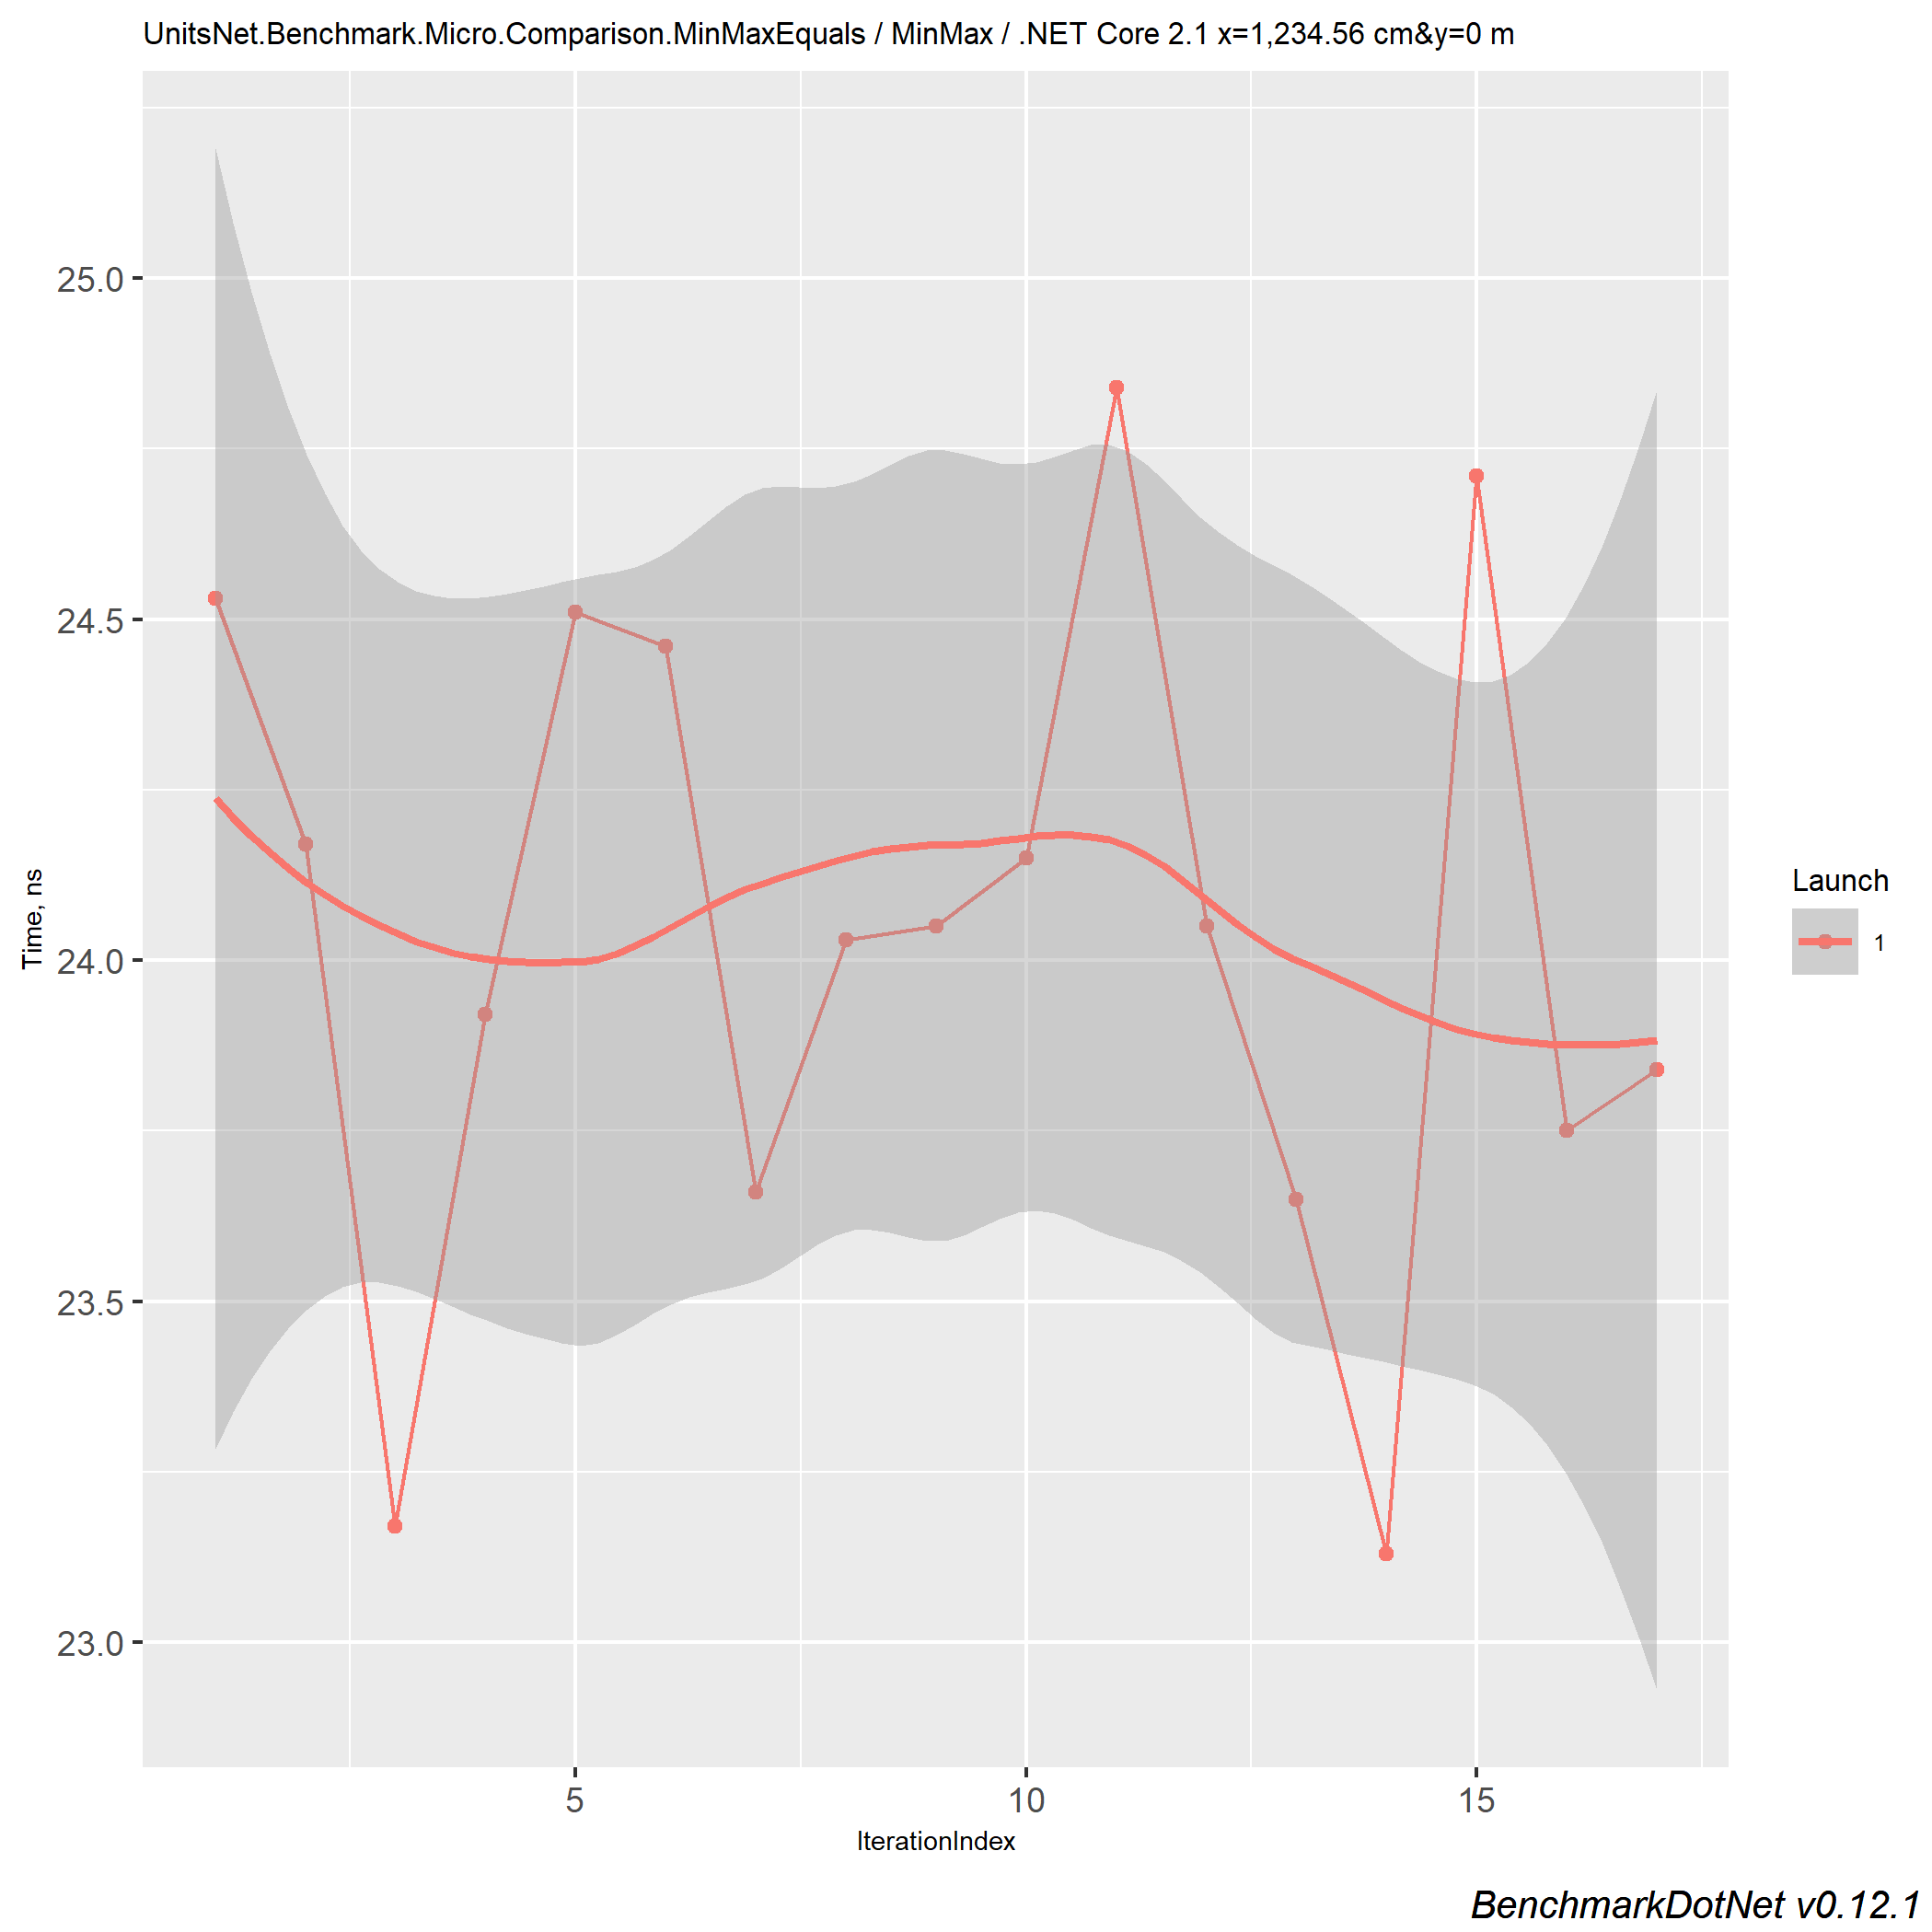 UnitsNet.Benchmark.Micro.Comparison.MinMaxEquals / MinMax / .NET Core 2.1 x=1,234.56 cm&y=0 m
25.0
24.5
24.0
23.5
23.0
Time, ns
5 10 15
IterationIndex
Launch
1
BenchmarkDotNet v0.12.1